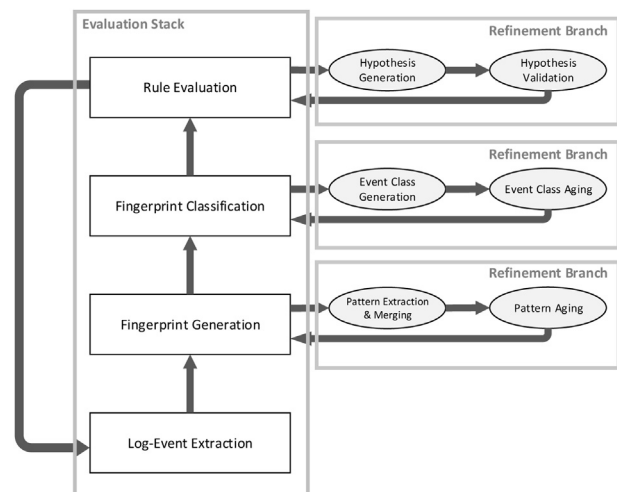 Evaluation Stack
Refinement Branch
Rule Evaluation
Hypothesis
Generation
Hypothesis
Validation
Refinement Branch
Fingerprint Classification
Event Class
Generation
Event Class Aging
Refinement Branch
Fingerprint Generation
Pattern Extraction
& Merging
Pattern Aging
Log-Event Extraction